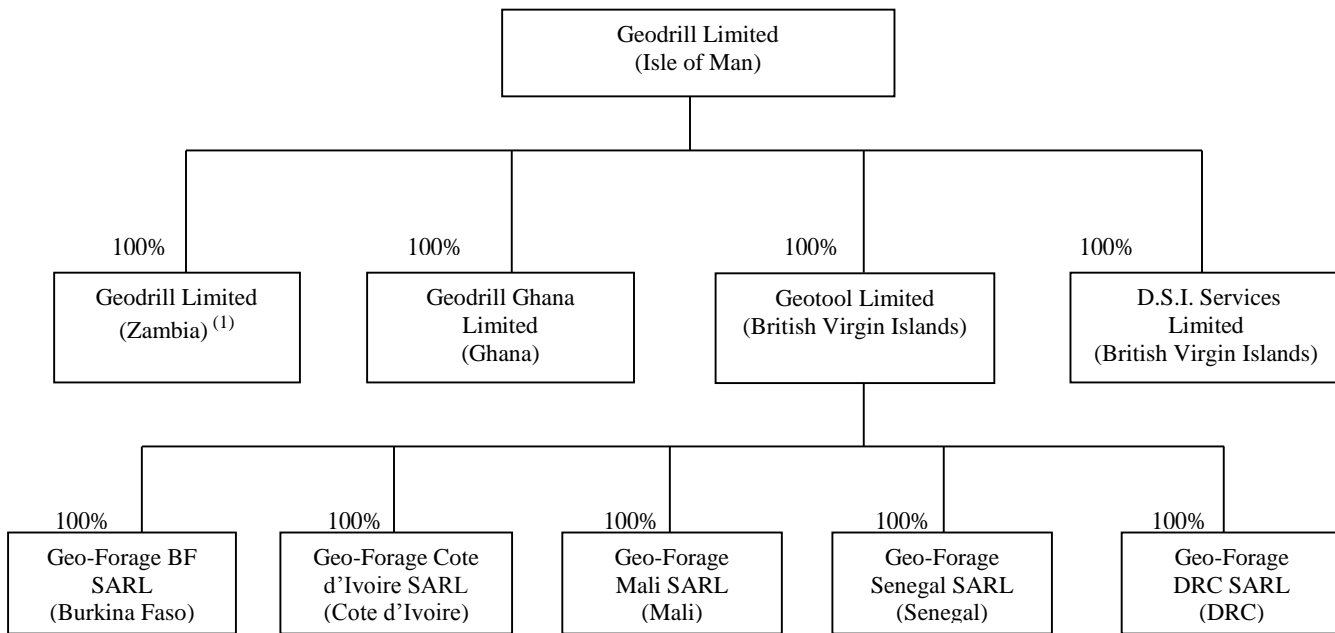 Geodrill Limited
(Isle of Man)
100%
100%
100%
100%
Geodrill Limited
(Zambia) (1)
Geodrill Ghana
Limited
(Ghana)
Geotool Limited
(British Virgin Islands)
D.S.I. Services
Limited
(British Virgin Islands)
100%
100%
100%
100%
100%
Geo-Forage BF
SARL
(Burkina Faso)
Geo-Forage Cote
d’Ivoire SARL
(Cote d’Ivoire)
Geo-Forage
Mali SARL
(Mali)
Geo-Forage
Senegal SARL
(Senegal)
Geo-Forage
DRC SARL
(DRC)